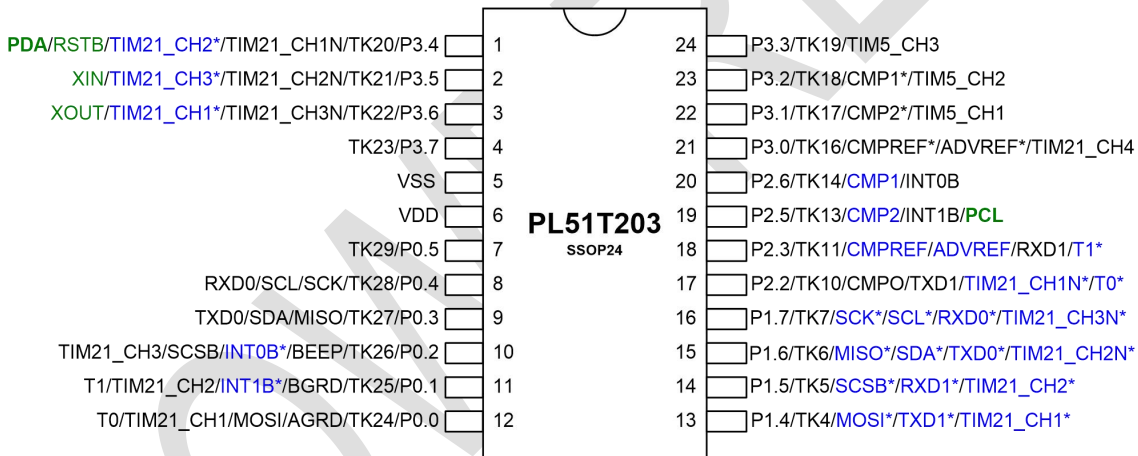 PDA/RSTB/TIM21_CH2*/TIM21_CH1N/TK20/P3.4 1
XIN/TIM21_CH3*/TIM21_CH2N/TK21/P3.5 2
XOUT/TIM21_CH1*/TIM21_CH3N/TK22/P3.6 3
TK23/P3.7 4
VSS 5
VDD 6
TK29/P0.5 7
RXD0/SCL/SCK/TK28/P0.4 8
TXD0/SDA/MISO/TK27/P0.3 9
TIM21_CH3/SCSB/INT0B*/BEEP/TK26/P0.2 10
T1/TIM21_CH2/INT1B*/BGRD/TK25/P0.1 11
T0/TIM21_CH1/MOSI/AGRD/TK24/P0.0 12
PL51T203
SSOP24
24 P3.3/TK19/TIM5_CH3
23 P3.2/TK18/CMP1*/TIM5_CH2
22 P3.1/TK17/CMP2*/TIM5_CH1
21 P3.0/TK16/CMPREF*/ADVREF*/TIM21_CH4
20 P2.6/TK14/CMP1/INT0B
19 P2.5/TK13/CMP2/INT1B/PCL
18 P2.3/TK11/CMPREF/ADVREF/RXD1/T1*
17 P2.2/TK10/CMPO/TXD1/TIM21_CH1N*/T0*
16 P1.7/TK7/SCK*/SCL*/RXD0*/TIM21_CH3N*
15 P1.6/TK6/MISO*/SDA*/TXD0*/TIM21_CH2N*
14 P1.5/TK5/SCSB*/RXD1*/TIM21_CH2*
13 P1.4/TK4/MOSI*/TXD1*/TIM21_CH1*